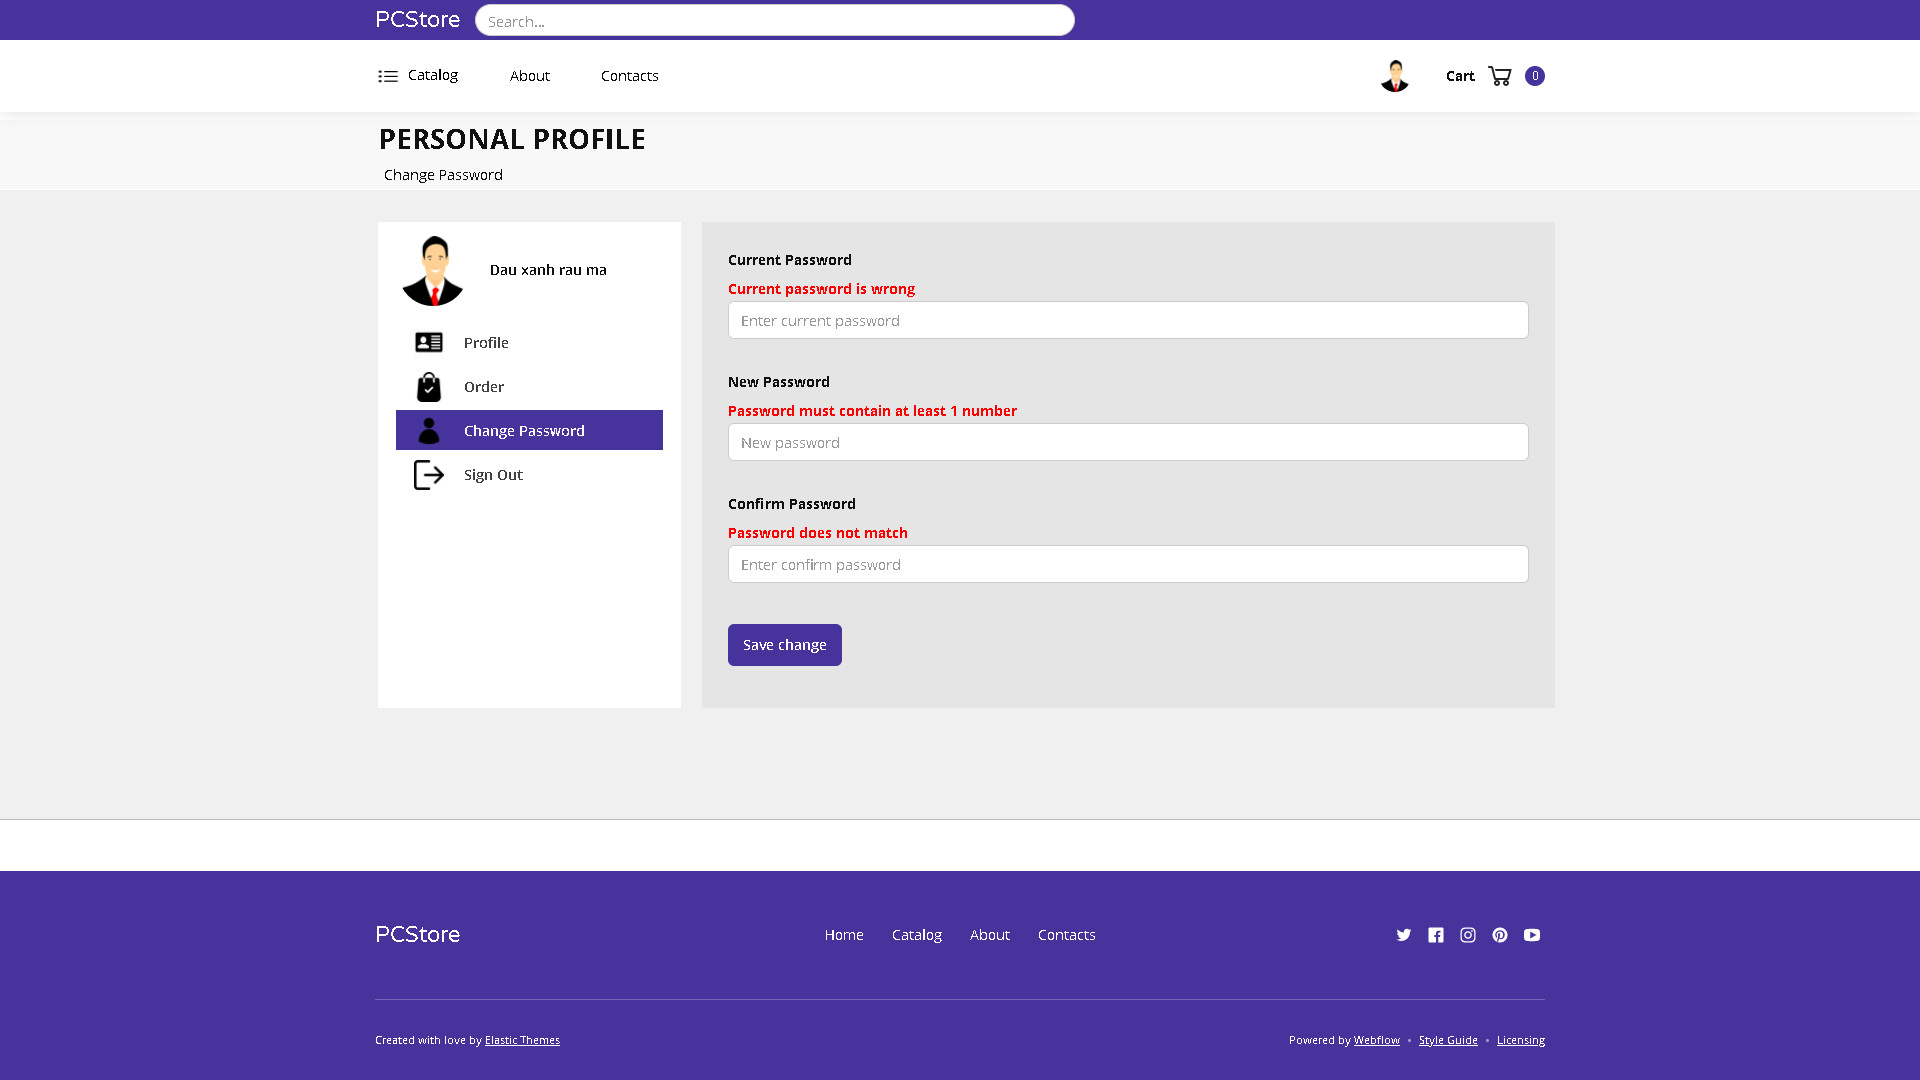 PCStore
Search...
Catalog
About
Contacts
Cart
0
PERSONAL PROFILE
Change Password
Dau xanh rau ma
Profile
Order
Change Password
Sign Out
Current Password
Current password is wrong
Enter current password
New Password
Password must contain at least 1 number
New password
Confirm Password
Password does not match
Enter confirm password
Save change
PCStore
Home
Catalog
About
Contacts
Created with love by Elastic Themes
Powered by Webflow • Style Guide • Licensing